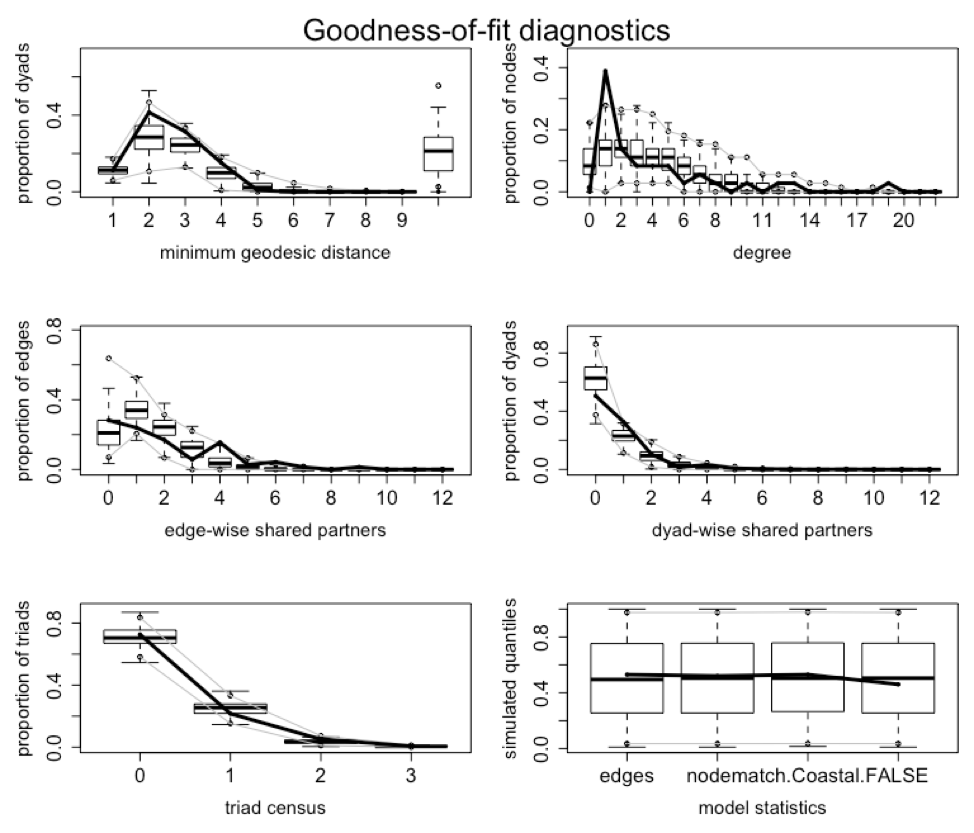 Goodness-of-fit diagnostics
proportion of dyads
0.0 0.4
1 2 3 4 5 6 7 8 9
minimum geodesic distance
proportion of nodes
0.0 0.2 0.4
0 2 4 6 8 11 14 17 20
degree
proportion of edges
0.0 0.4 0.8
0 2 4 6 8 10 12
edge-wise shared partners
proportion of dyads
0.0 0.4 0.8
0 2 4 6 8 10 12
dyad-wise shared partners
proportion of triads
0.0 0.4 0.8
0 1 2 3
triad census
simulated quantiles
0.0 0.4 0.8
edges nodematch.Coastal.FALSE
model statistics